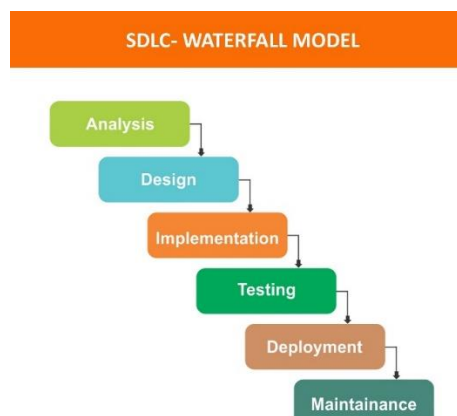 SDLC- WATERFALL MODEL
Analysis
Design
Implementation
Testing
Deployment
Maintainance